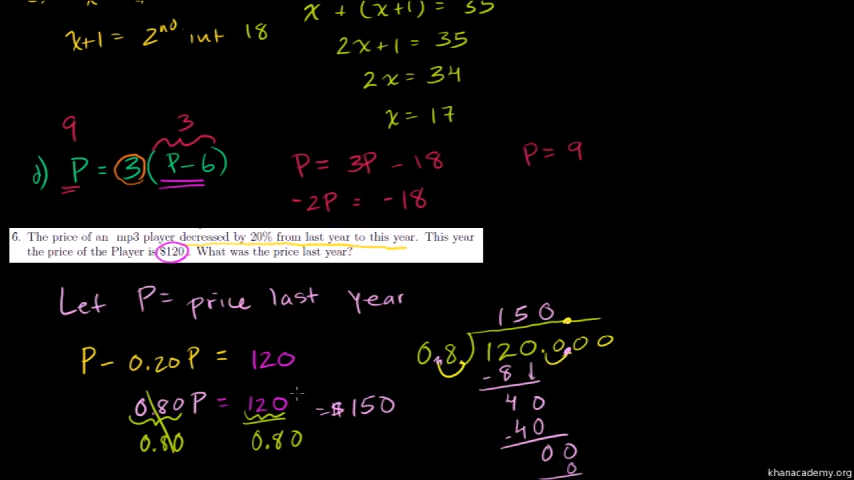 x + (x+1) = 35
x+1 = 2nd int 18
2x+1 = 35
2x = 34
x = 17
9
3
d) P = 3(P-6)
P = 3P - 18
P = 9
-2P = -18
6. The price of an mp3 player decreased by 20% from last year to this year. This year
the price of the Player is $120. What was the price last year?
Let P = price last year
P - 0.20P = 120
0.80P = 120 = $150
0.80 0.80
150.
0.8.)120.0.00
-8
40
-40
00
0
khanacademy.org